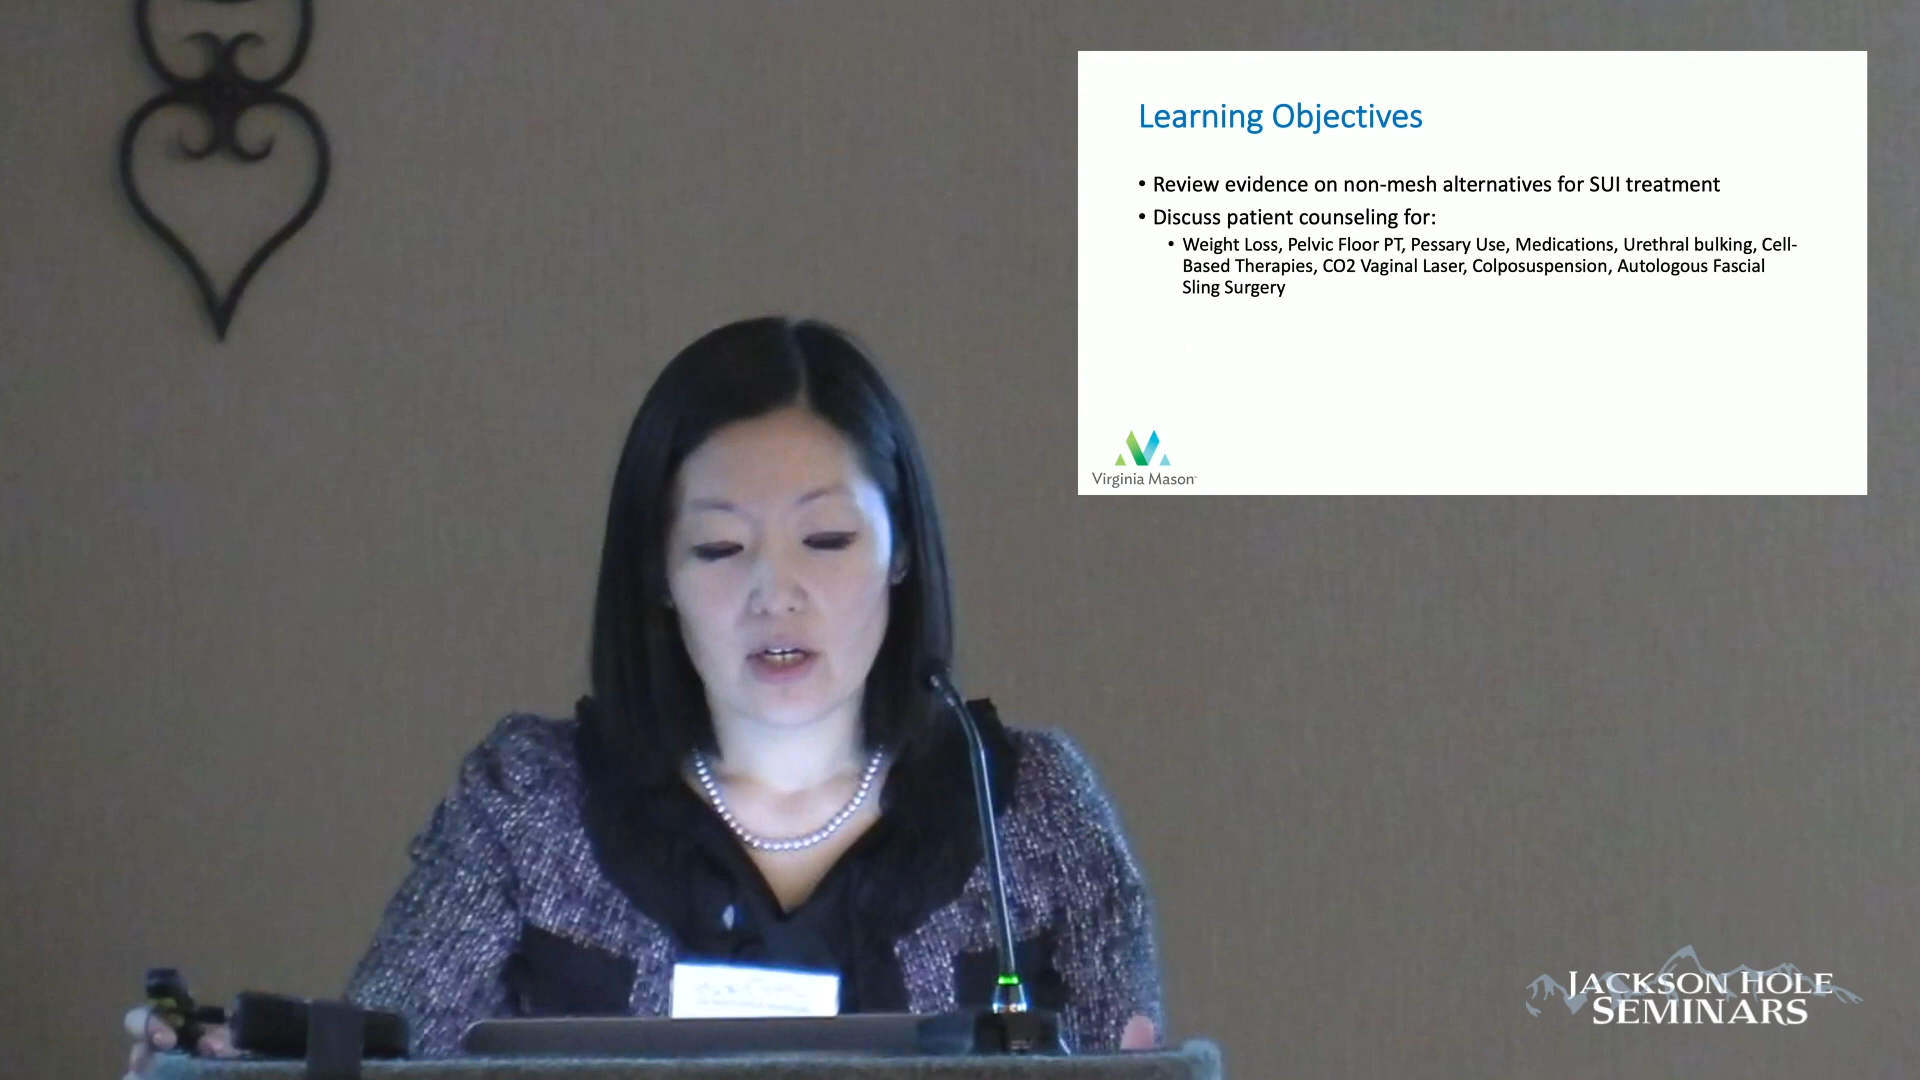 Learning Objectives
• Review evidence on non-mesh alternatives for SUI treatment
• Discuss patient counseling for:
• Weight Loss, Pelvic Floor PT, Pessary Use, Medications, Urethral bulking, Cell-
Based Therapies, CO2 Vaginal Laser, Colposuspension, Autologous Fascial
Sling Surgery
Virginia Mason
JACKSON HOLE
SEMINARS